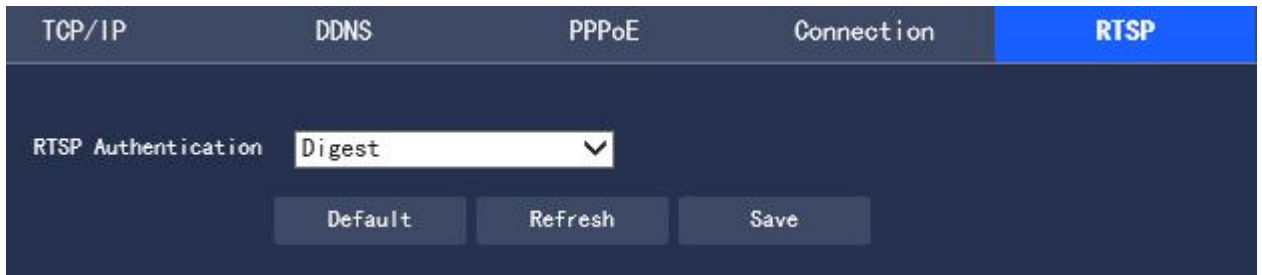 TCP/IP DDNS PPPoE Connection RTSP
RTSP Authentication Digest
Default Refresh Save